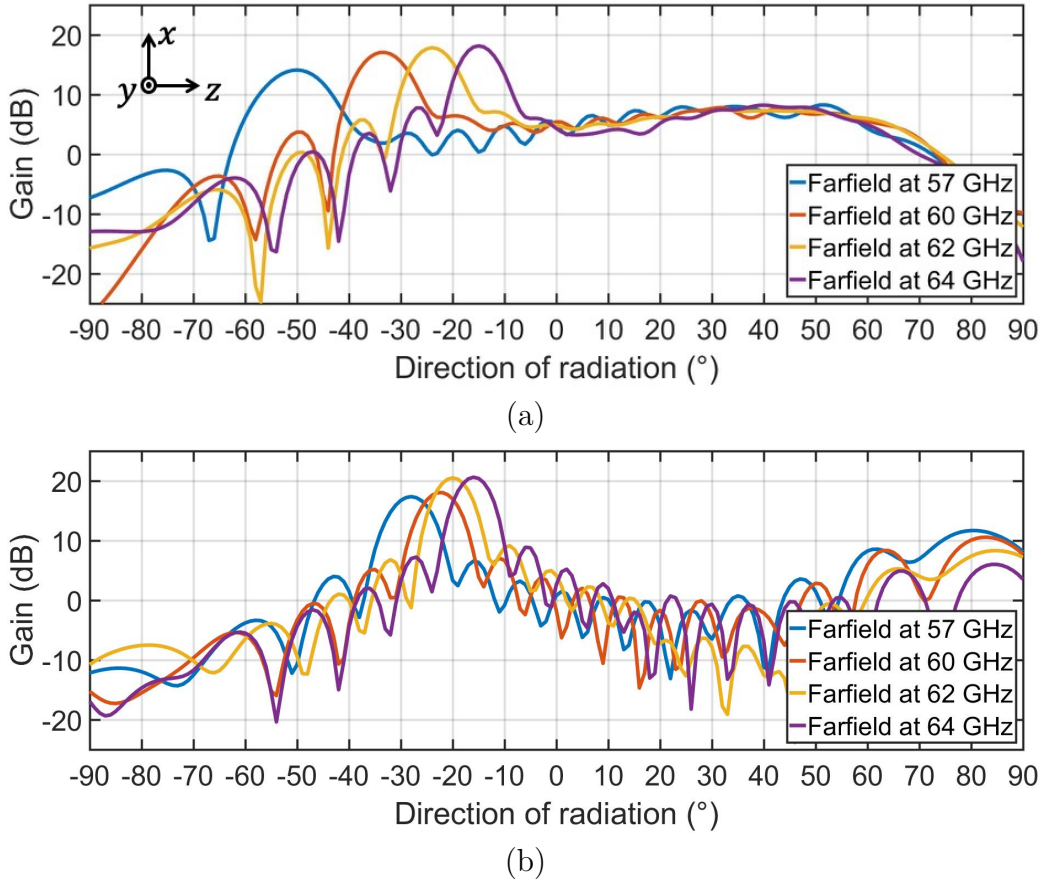 20
10
0
-10
-20
Gain (dB)
x
y
z
Farfield at 57 GHz
Farfield at 60 GHz
Farfield at 62 GHz
Farfield at 64 GHz
-90 -80 -70 -60 -50 -40 -30 -20 -10 0 10 20 30 40 50 60 70 80 90
Direction of radiation (°)
(a)
20
10
0
-10
-20
Gain (dB)
Farfield at 57 GHz
Farfield at 60 GHz
Farfield at 62 GHz
Farfield at 64 GHz
-90 -80 -70 -60 -50 -40 -30 -20 -10 0 10 20 30 40 50 60 70 80 90
Direction of radiation (°)
(b)